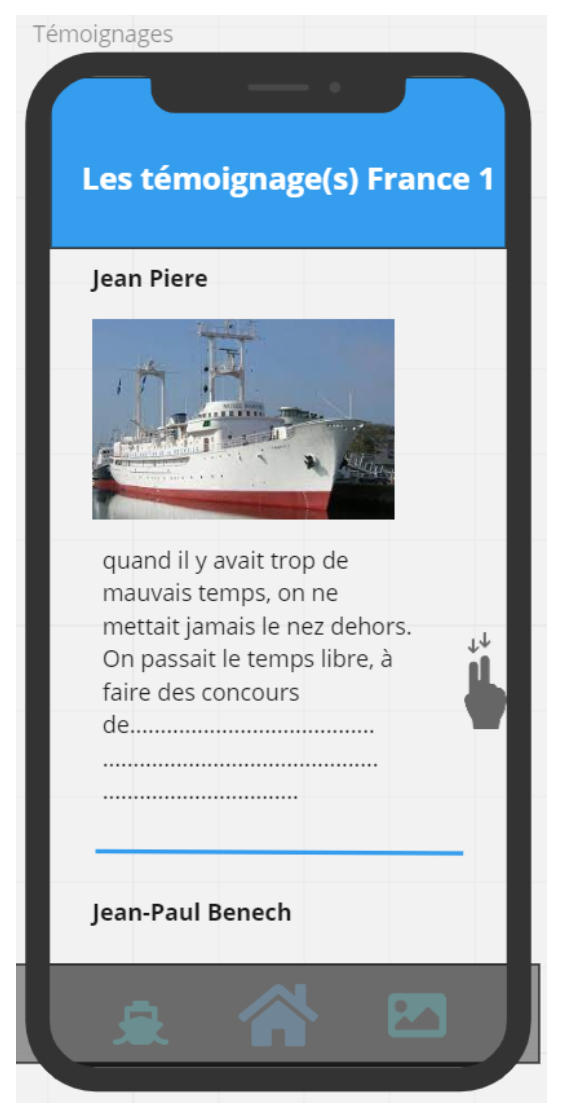 Témoignages
Les témoignage(s) France 1
Jean Piere
quand il y avait trop de
mauvais temps, on ne
mettait jamais le nez dehors.
On passait le temps libre, à
faire des concours
de........................................
.............................................
................................
Jean-Paul Benech